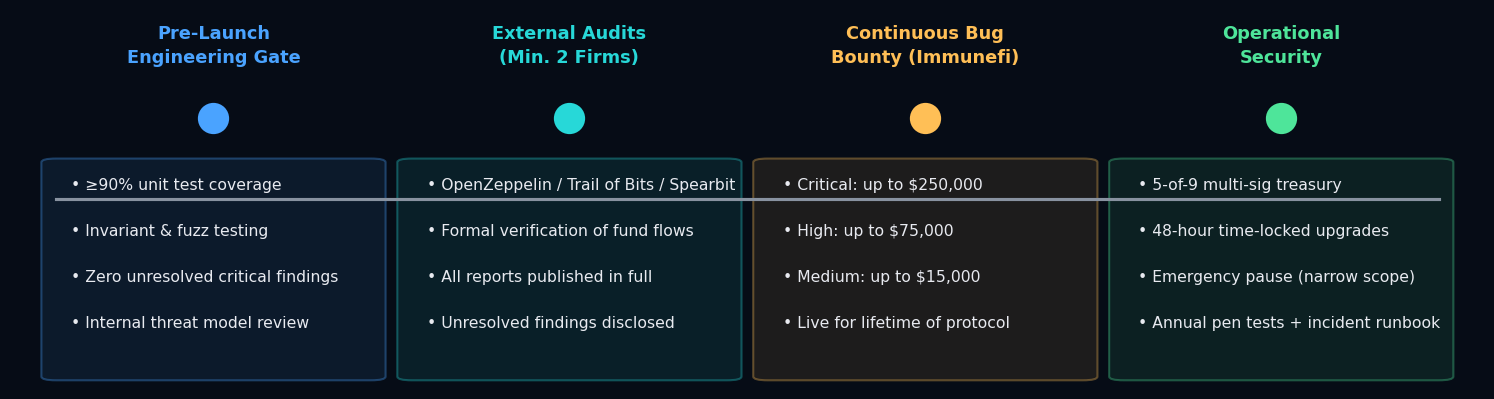 Pre-Launch
Engineering Gate
• ≥90% unit test coverage
• Invariant & fuzz testing
• Zero unresolved critical findings
• Internal threat model review
External Audits
(Min. 2 Firms)
• OpenZeppelin / Trail of Bits / Spearbit
• Formal verification of fund flows
• All reports published in full
• Unresolved findings disclosed
Continuous Bug
Bounty (Immunefi)
• Critical: up to $250,000
• High: up to $75,000
• Medium: up to $15,000
• Live for lifetime of protocol
Operational
Security
• 5-of-9 multi-sig treasury
• 48-hour time-locked upgrades
• Emergency pause (narrow scope)
• Annual pen tests + incident runbook